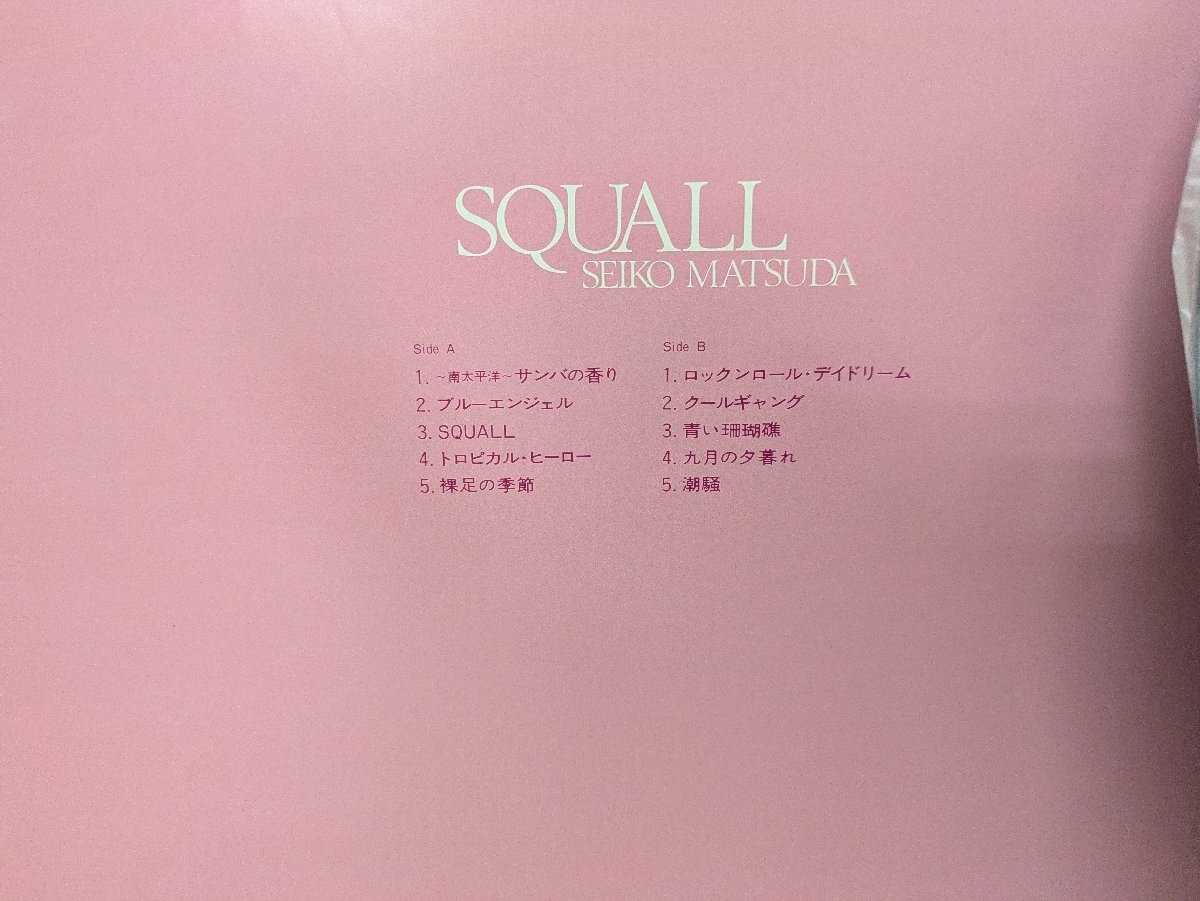 SQUALL
SEIKO MATSUDA
Side A
1. ～南太平洋～サンバの香り
2. ブルーエンジェル
3. SQUALL
4. トロピカル・ヒーロー
5. 裸足の季節
Side B
1. ロックンロール・デイドリーム
2. クールギャング
3. 青い珊瑚礁
4. 九月の夕暮れ
5. 潮騒